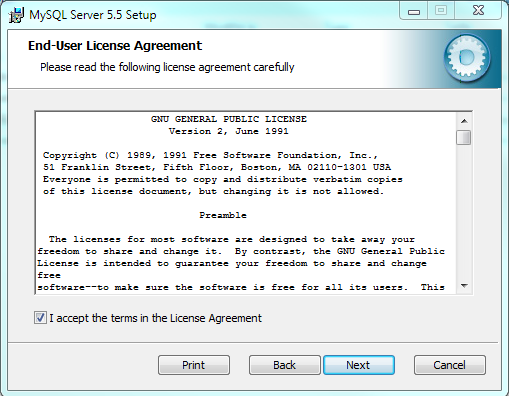 MySQL Server 5.5 Setup
End-User License Agreement
Please read the following license agreement carefully
GNU GENERAL PUBLIC LICENSE
Version 2, June 1991
Copyright (C) 1989, 1991 Free Software Foundation, Inc.,
51 Franklin Street, Fifth Floor, Boston, MA 02110-1301 USA
Everyone is permitted to copy and distribute verbatim copies
of this license document, but changing it is not allowed.
Preamble
The licenses for most software are designed to take away your
freedom to share and change it. By contrast, the GNU General Public
License is intended to guarantee your freedom to share and change
free
software--to make sure the software is free for all its users. This
I accept the terms in the License Agreement
Print
Back
Next
Cancel